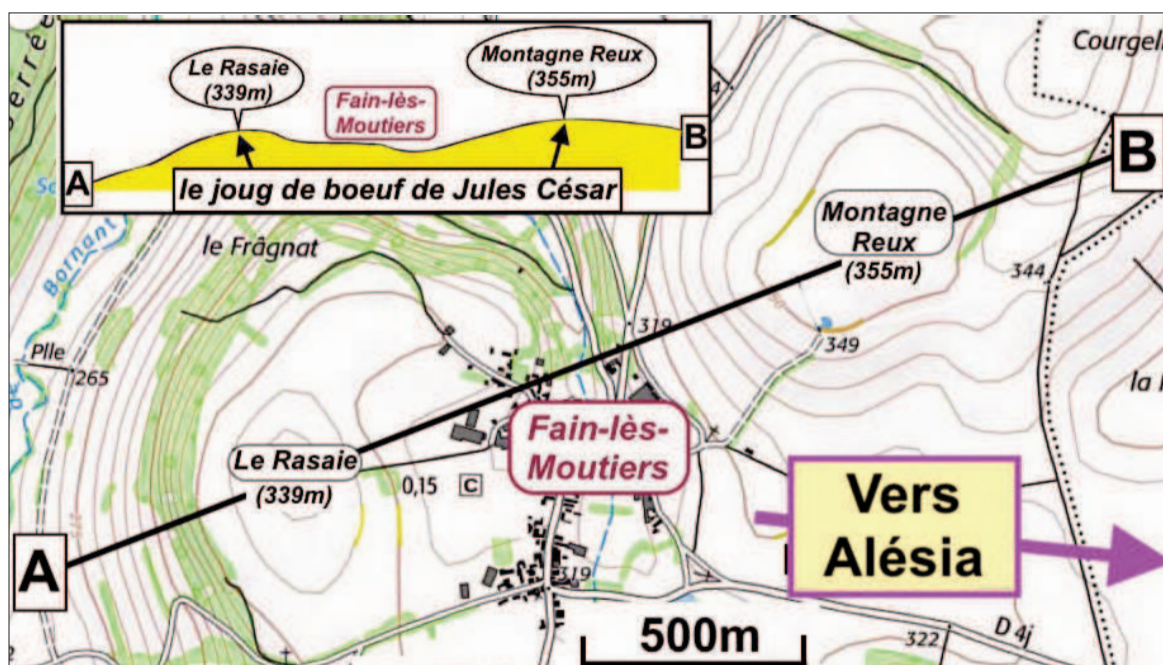 Le Rasaie
(339m)
Montagne Reux
(355m)
Fain-lès-
Moutiers
A
B
le joug de boeuf de Jules César
Courgel
B
Montagne
Reux
(355m)
le Frâgnat
Bornant
344
319
349
Plle
265
Fain-lès-
Moutiers
Le Rasaie
(339m)
0,15
C
Vers
Alésia
A
319
500m
322
D 4j